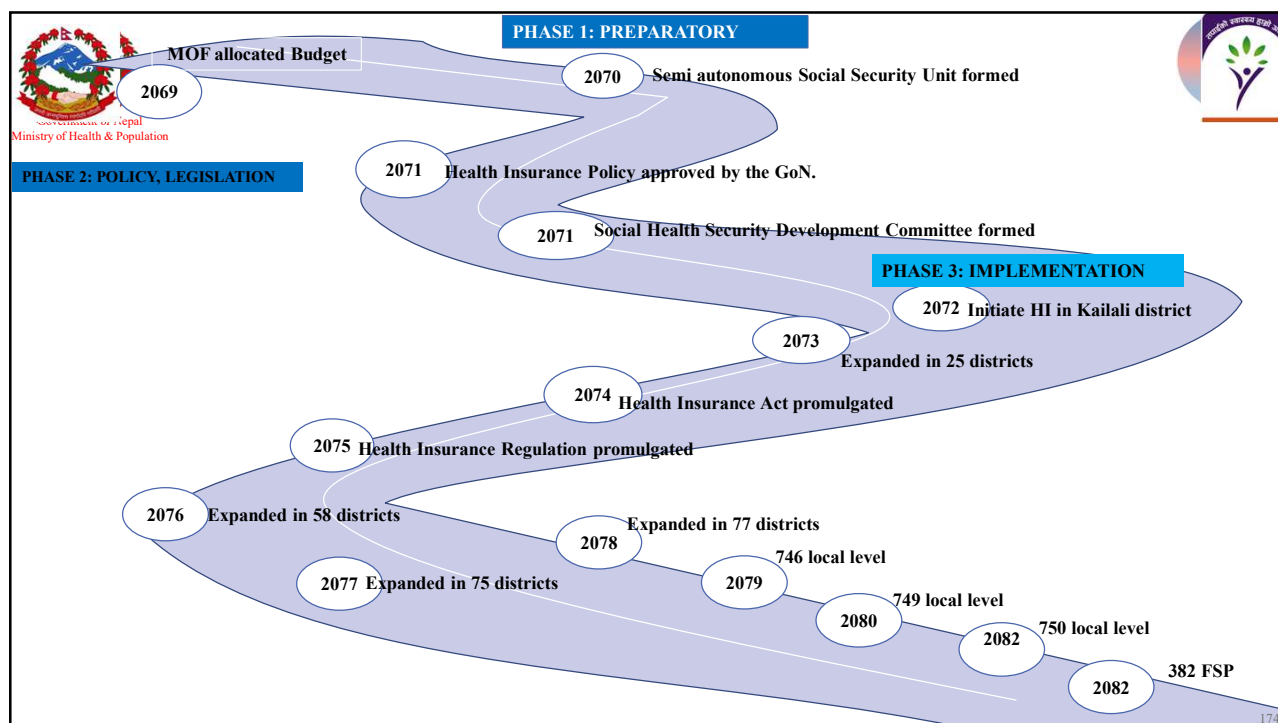 PHASE 1: PREPARATORY
तपाईको स्वास्थ्य हाम्रो
MOF allocated Budget
2069
2070
Semi autonomous Social Security Unit formed
Government of Nepal
Ministry of Health & Population
PHASE 2: POLICY, LEGISLATION
2071
Health Insurance Policy approved by the GoN.
2071
Social Health Security Development Committee formed
PHASE 3: IMPLEMENTATION
2072
Initiate HI in Kailali district
2073
Expanded in 25 districts
2074
Health Insurance Act promulgated
2075
Health Insurance Regulation promulgated
2076
Expanded in 58 districts
2077
Expanded in 75 districts
2078
Expanded in 77 districts
2079
746 local level
2080
749 local level
2082
750 local level
2082
382 FSP
174